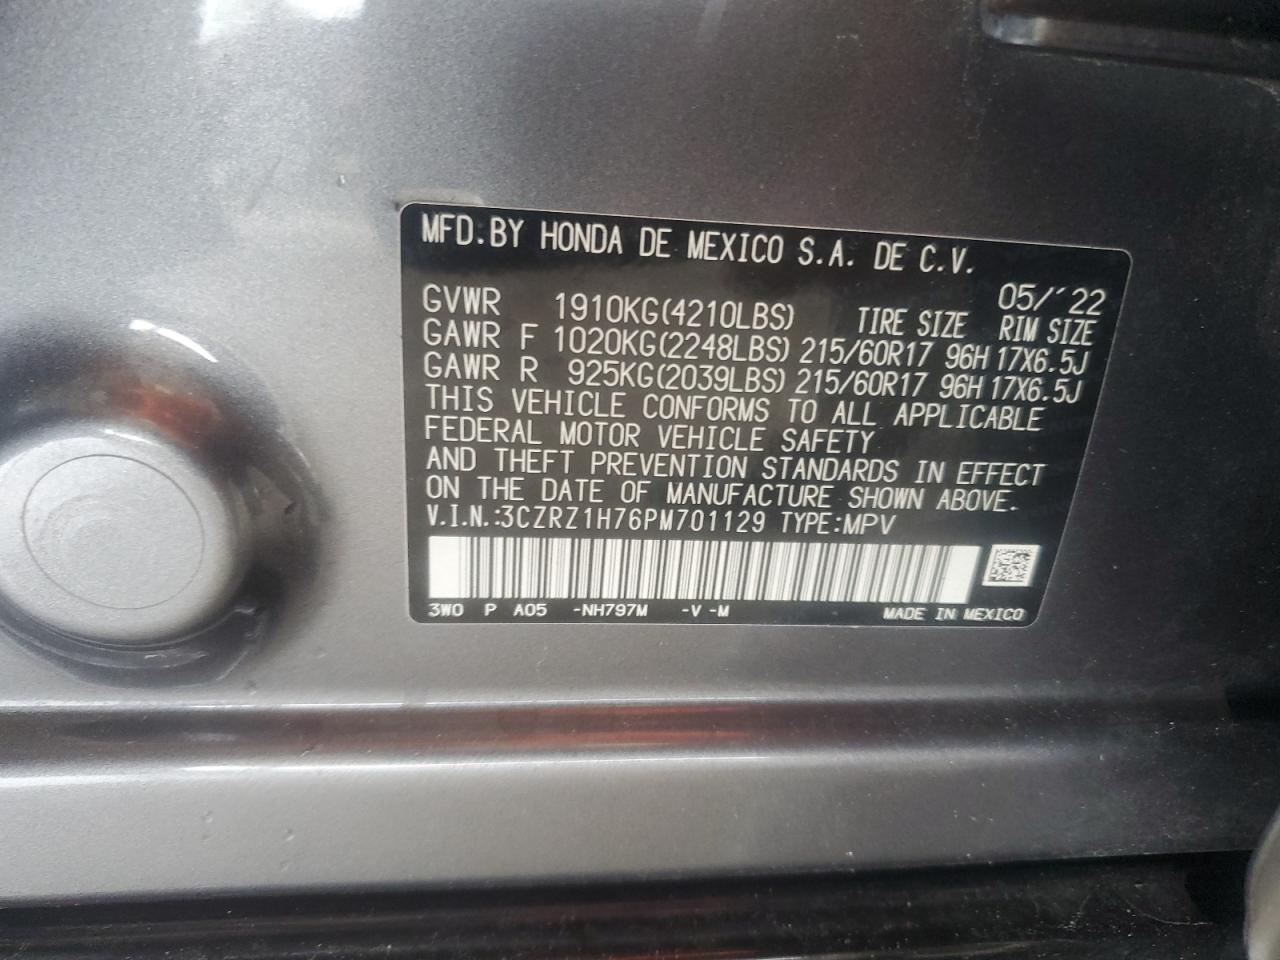 MFD.BY HONDA DE MEXICO S.A. DE C.V.
05/´22
GVWR 1910KG(4210LBS) TIRE SIZE RIM SIZE
GAWR F 1020KG(2248LBS) 215/60R17 96H 17X6.5J
GAWR R 925KG(2039LBS) 215/60R17 96H 17X6.5J
THIS VEHICLE CONFORMS TO ALL APPLICABLE
FEDERAL MOTOR VEHICLE SAFETY
AND THEFT PREVENTION STANDARDS IN EFFECT
ON THE DATE OF MANUFACTURE SHOWN ABOVE.
V.I.N.:3CZRZ1H76PM701129 TYPE:MPV
3W0 P A05 -NH797M -V -M MADE IN MEXICO